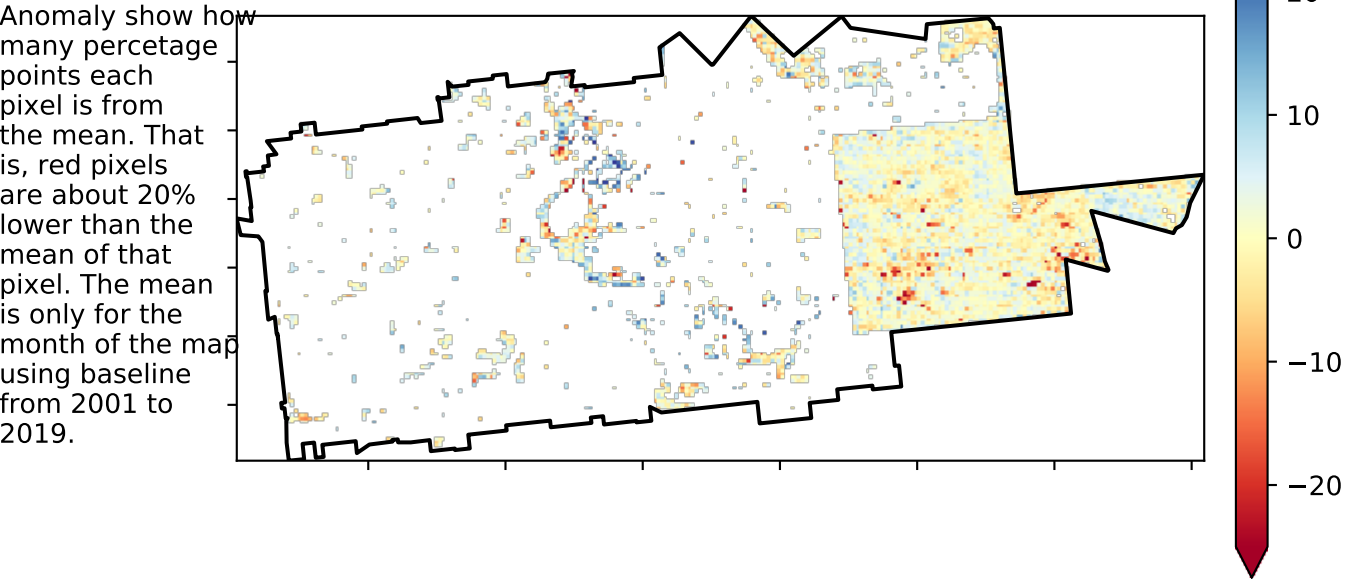 Anomaly show how
many percetage
points each
pixel is from
the mean. That
is, red pixels
are about 20%
lower than the
mean of that
pixel. The mean
is only for the
month of the map
using baseline
from 2001 to
2019.
10
0
−10
−20